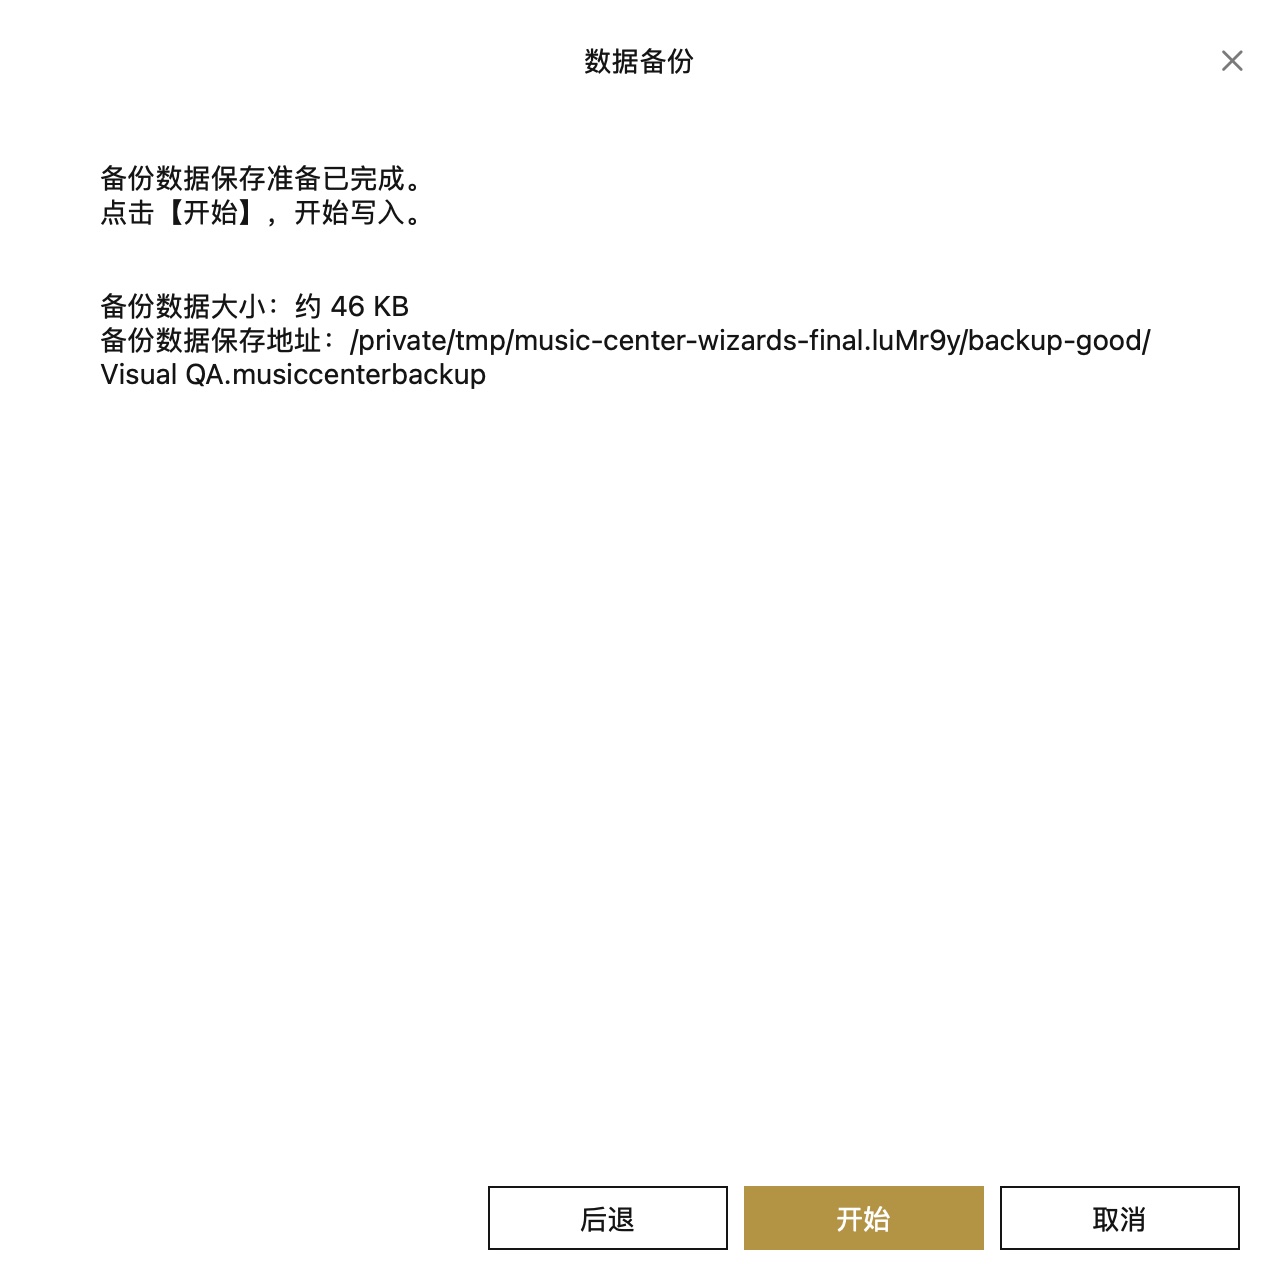 数据备份
备份数据保存准备已完成。
点击【开始】，开始写入。
备份数据大小：约 46 KB
备份数据保存地址：/private/tmp/music-center-wizards-final.luMr9y/backup-good/
Visual QA.musiccenterbackup
后退
开始
取消